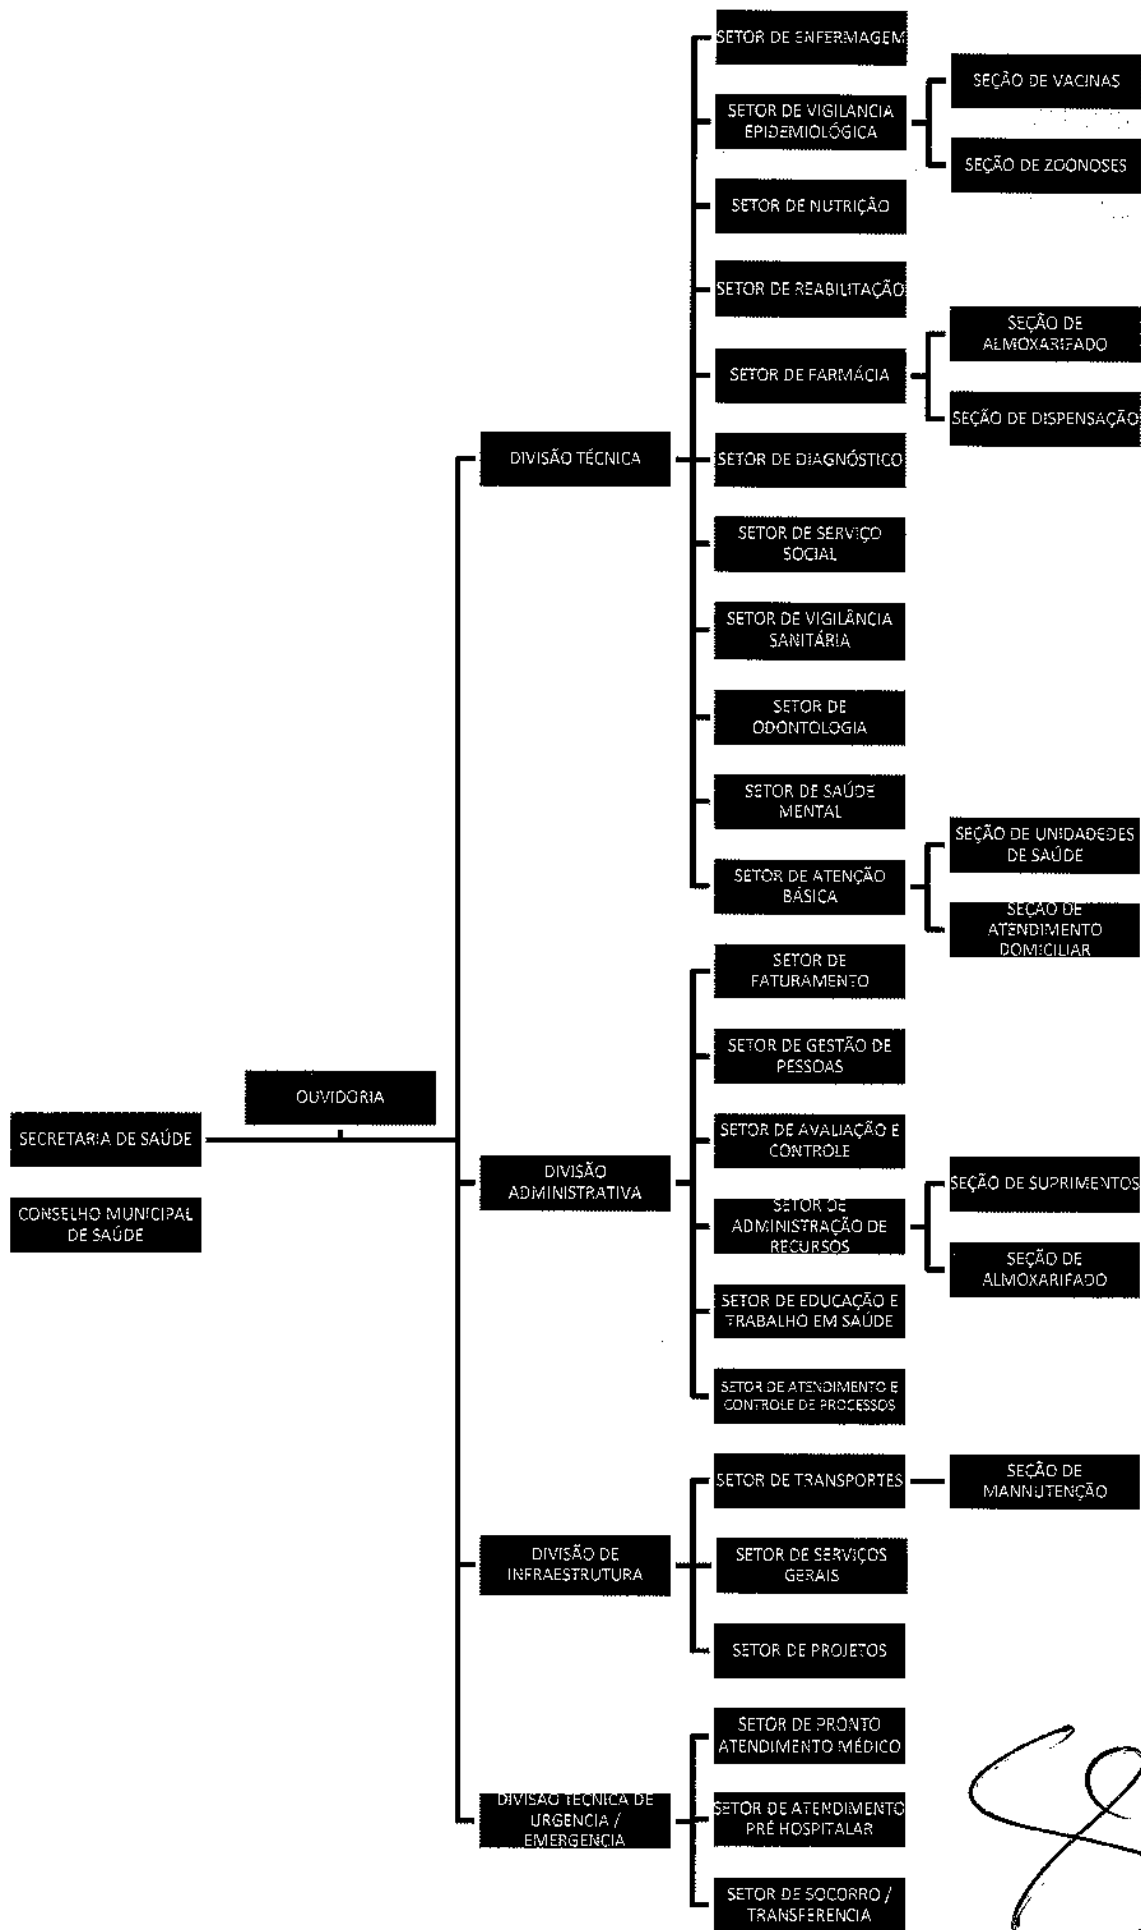 SETOR DE ENFERMAGEM
SETOR DE VIGILANCIA
EPIDEMIOLÓGICA
SEÇÃO DE VACINAS
SEÇÃO DE ZOONOSES
SETOR DE NUTRIÇÃO
SETOR DE REABILITAÇÃO
SETOR DE FARMÁCIA
SEÇÃO DE
ALMOXARIFADO
SEÇÃO DE DISPENSAÇÃO
DIVISÃO TÉCNICA
SETOR DE DIAGNÓSTICO
SETOR DE SERVIÇO
SOCIAL
SETOR DE VIGILÂNCIA
SANITÁRIA
SETOR DE
ODONTOLOGIA
SETOR DE SAÚDE
MENTAL
SETOR DE ATENÇÃO
BÁSICA
SEÇÃO DE UNIDADEDES
DE SAÚDE
SEÇÃO DE
ATENDIMENTO
DOMICILIAR
SETOR DE
FATURAMENTO
SETOR DE GESTÃO DE
PESSOAS
OUVIDORIA
SECRETARIA DE SAÚDE
CONSELHO MUNICIPAL
DE SAÚDE
SETOR DE AVALIAÇÃO E
CONTROLE
DIVISÃO
ADMINISTRATIVA
SETOR DE
ADMINISTRAÇÃO DE
RECURSOS
SEÇÃO DE SUPRIMENTOS
SEÇÃO DE
ALMOXARIFADO
SETOR DE EDUCAÇÃO E
TRABALHO EM SAÚDE
SETOR DE ATENDIMENTO E
CONTROLE DE PROCESSOS
SETOR DE TRANSPORTES
SEÇÃO DE
MANNUTENÇÃO
DIVISÃO DE
INFRAESTRUTURA
SETOR DE SERVIÇOS
GERAIS
SETOR DE PROJETOS
SETOR DE PRONTO
ATENDIMENTO MÉDICO
DIVISÃO TÉCNICA DE
URGENCIA /
EMERGENCIA
SETOR DE ATENDIMENTO
PRÉ HOSPITALAR
SETOR DE SOCORRO /
TRANSFERENCIA